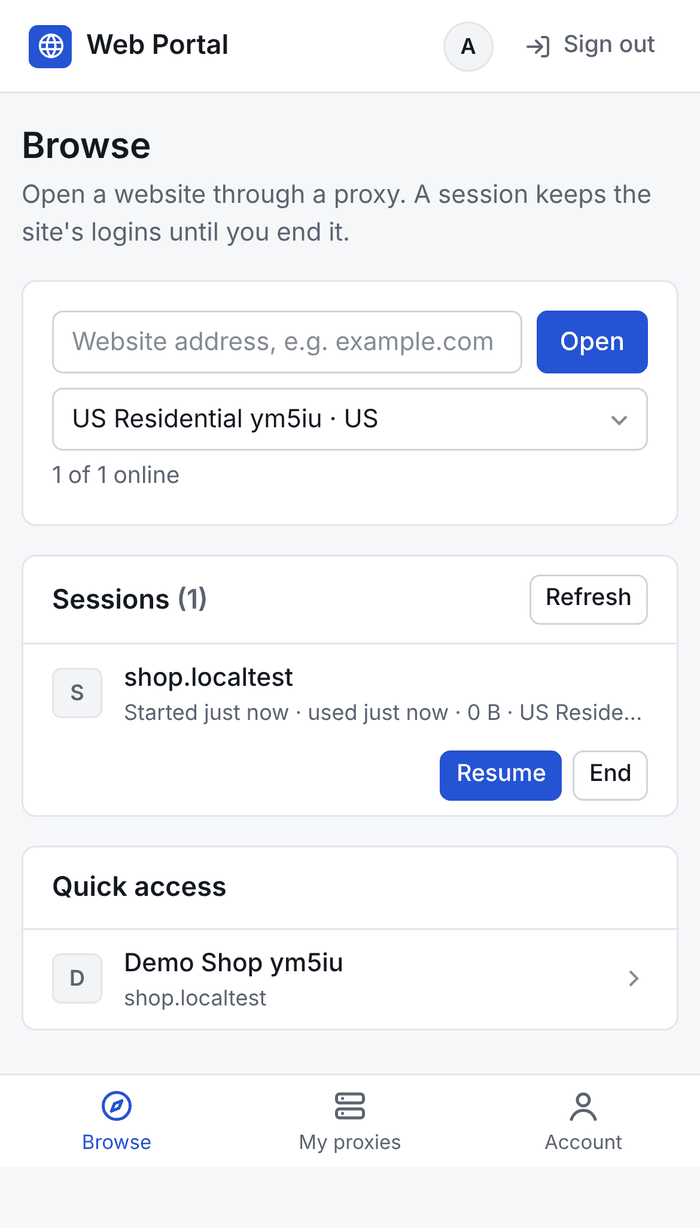 Web Portal
A
Sign out
Browse
Open a website through a proxy. A session keeps the
site's logins until you end it.
Website address, e.g. example.com
Open
US Residential ym5iu · US
1 of 1 online
Sessions (1)
Refresh
S
shop.localtest
Started just now · used just now · 0 B · US Reside...
Resume
End
Quick access
D
Demo Shop ym5iu
shop.localtest
Browse
My proxies
Account